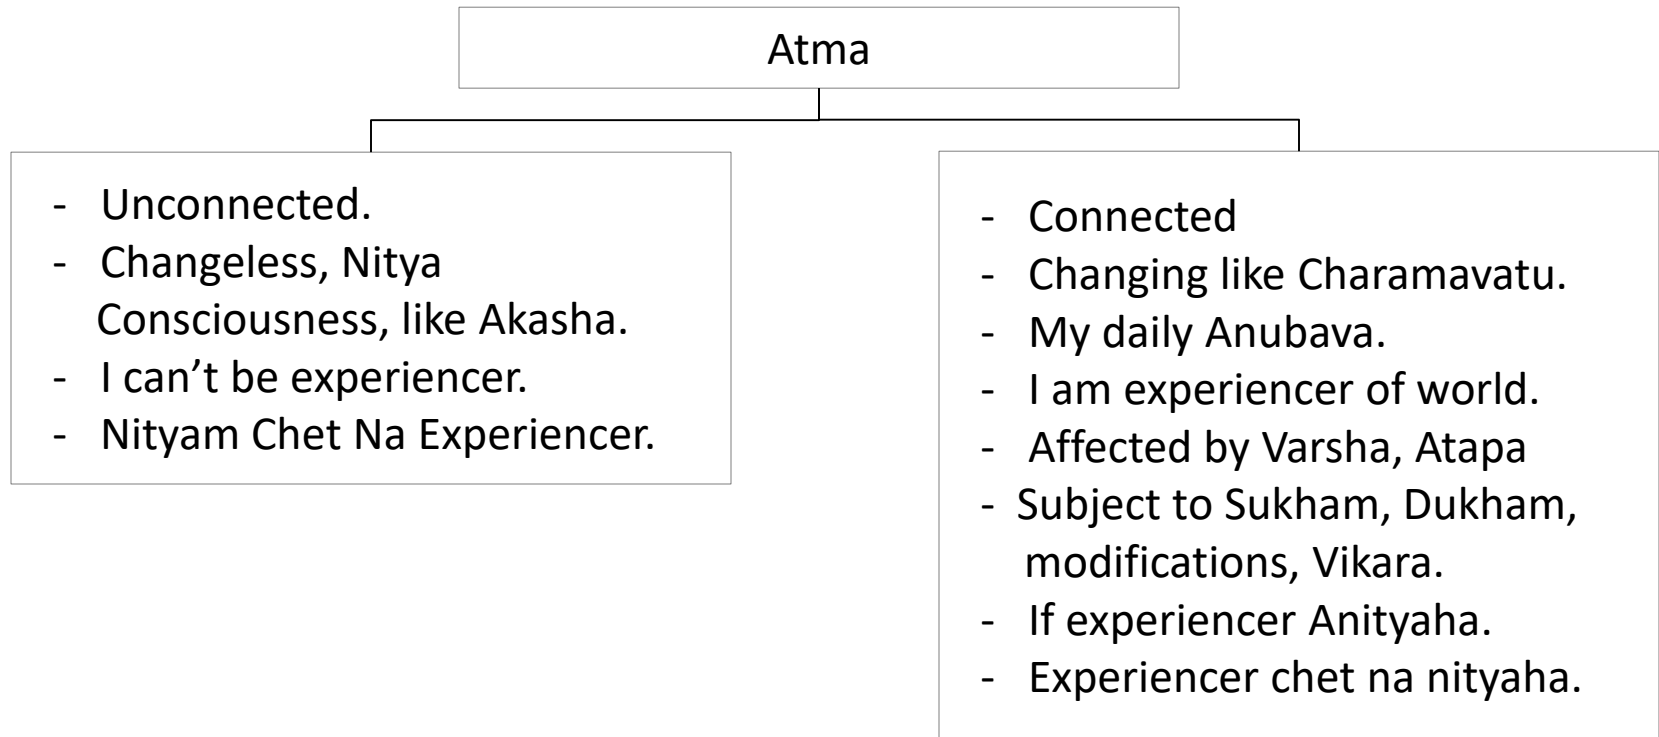 Atma
- Unconnected.
- Changeless, Nitya
Consciousness, like Akasha.
- I can’t be experiencer.
- Nityam Chet Na Experiencer.
- Connected
- Changing like Charamavatu.
- My daily Anubava.
- I am experiencer of world.
- Affected by Varsha, Atapa
- Subject to Sukham, Dukham,
modifications, Vikara.
- If experiencer Anityaha.
- Experiencer chet na nityaha.